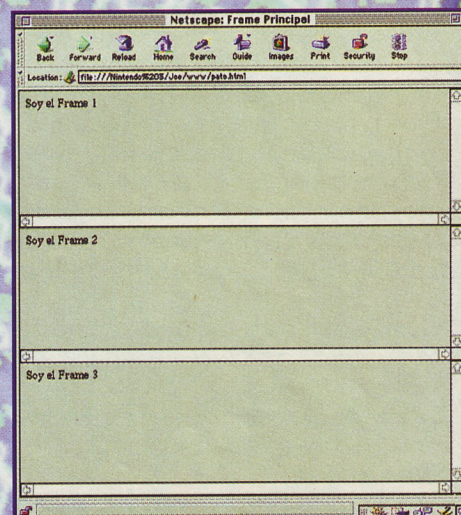 Netscape: Frame Principal
Back Forward Reload Home Search Guide Images Print Security Stop
Location: file:///Nintendo%203/Joe/www/pato.html
Soy el Frame 1
Soy el Frame 2
Soy el Frame 3